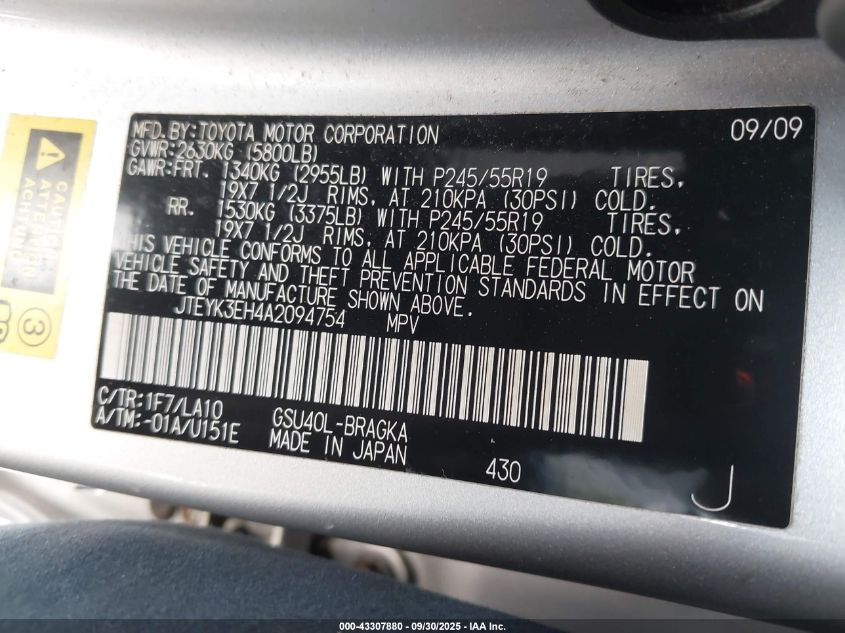 MFD. BY: TOYOTA MOTOR CORPORATION 09/09
GVWR: 2630KG (5800LB)
GAWR: FRT. 1340KG (2955LB) WITH P245/55R19 TIRES,
19X7 1/2J RIMS, AT 210KPA (30PSI) COLD.
RR. 1530KG (3375LB) WITH P245/55R19 TIRES,
19X7 1/2J RIMS, AT 210KPA (30PSI) COLD.
THIS VEHICLE CONFORMS TO ALL APPLICABLE FEDERAL MOTOR
VEHICLE SAFETY AND THEFT PREVENTION STANDARDS IN EFFECT ON
THE DATE OF MANUFACTURE SHOWN ABOVE.
JTEYK3EH4A2094754 MPV
C/TR: 1F7/LA10 GSU40L-BRAGKA
A/TM: -01A/U151E MADE IN JAPAN 430 J
CAUTION
ATTENTION
ACHTUNG
3
000-43307880 - 09/30/2025 - IAA Inc.